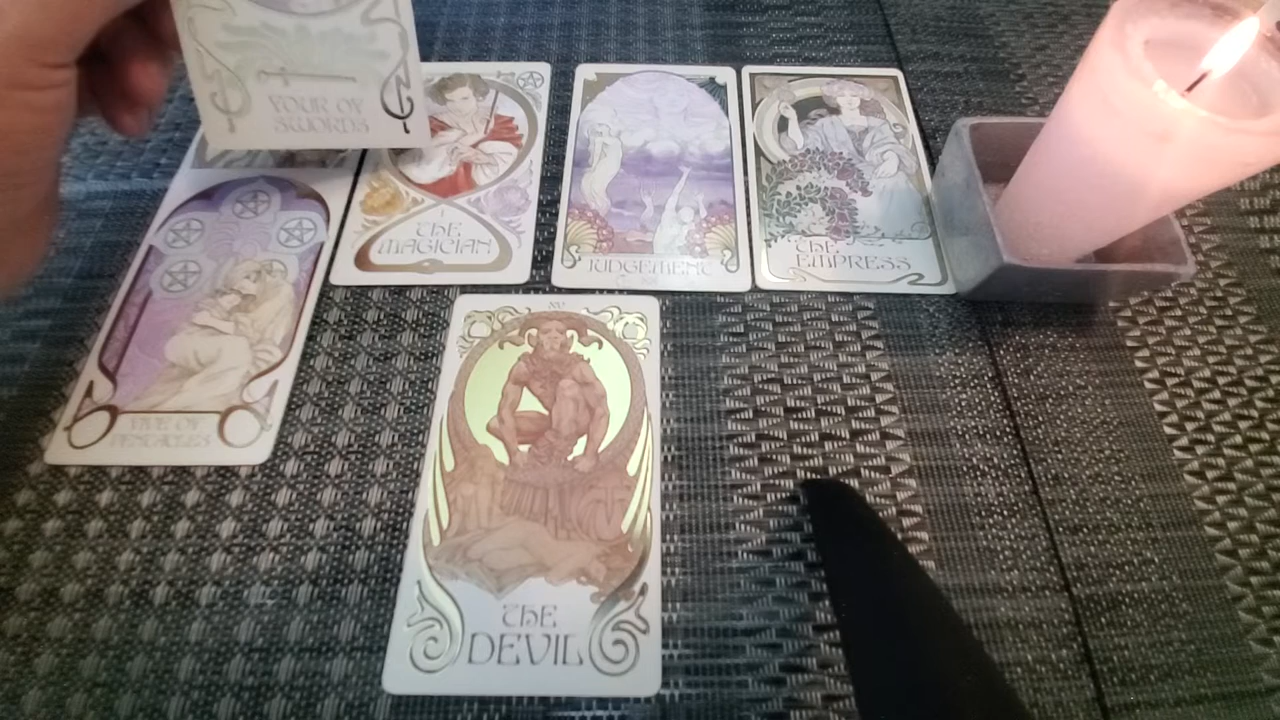 FOUR OF
SWORDS
I
THE
MAGICIAN
JUDGEMENT
THE
EMPRESS
FIVE OF
PENTACLES
XV
THE
DEVIL